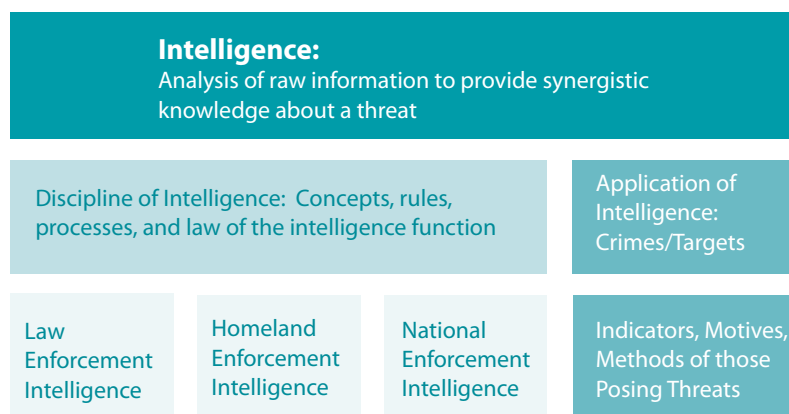 Intelligence:
Analysis of raw information to provide synergistic
knowledge about a threat
Discipline of Intelligence: Concepts, rules,
processes, and law of the intelligence function
Application of
Intelligence:
Crimes/Targets
Law
Enforcement
Intelligence
Homeland
Enforcement
Intelligence
National
Enforcement
Intelligence
Indicators, Motives,
Methods of those
Posing Threats